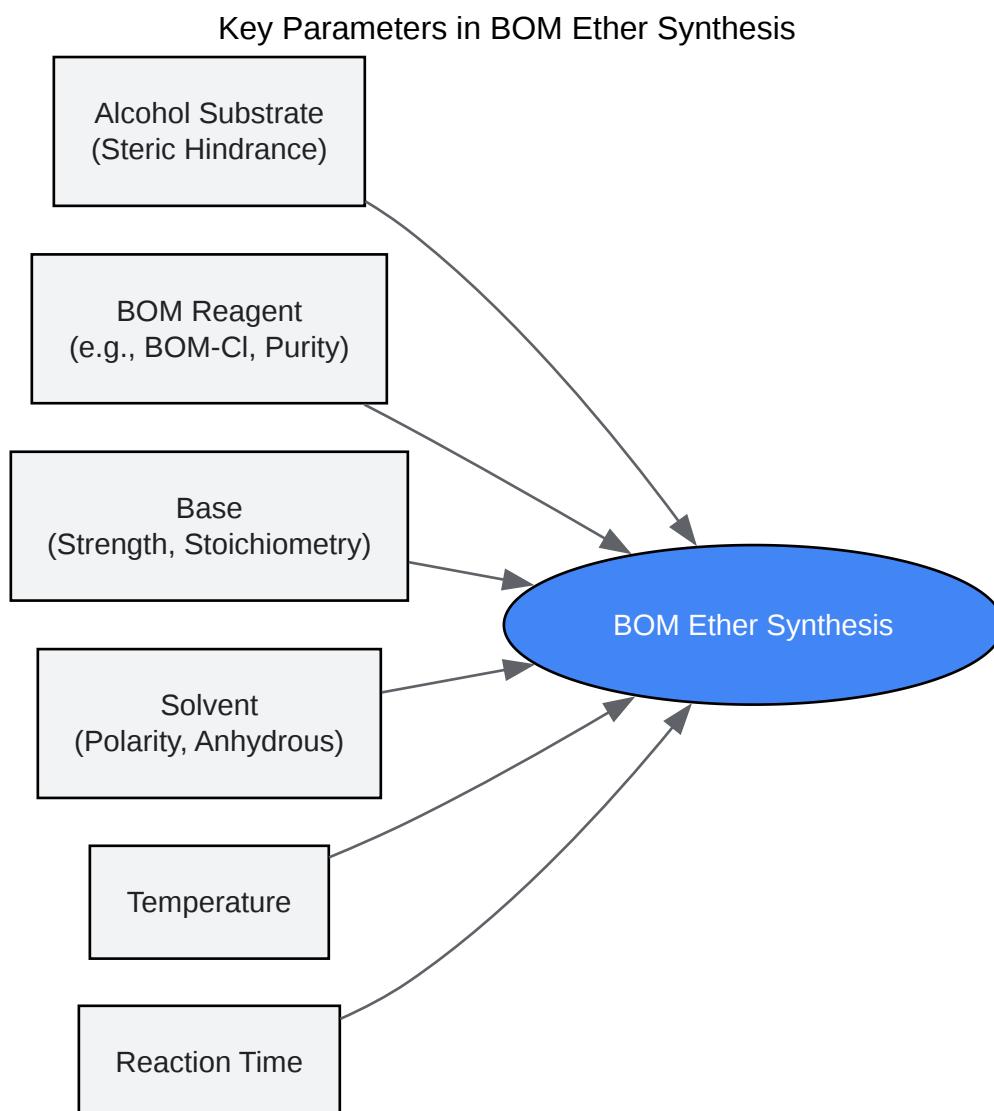 Key Parameters in BOM Ether Synthesis
Alcohol Substrate
(Steric Hindrance)
BOM Reagent
(e.g., BOM-Cl, Purity)
Base
(Strength, Stoichiometry)
BOM Ether Synthesis
Solvent
(Polarity, Anhydrous)
Temperature
Reaction Time